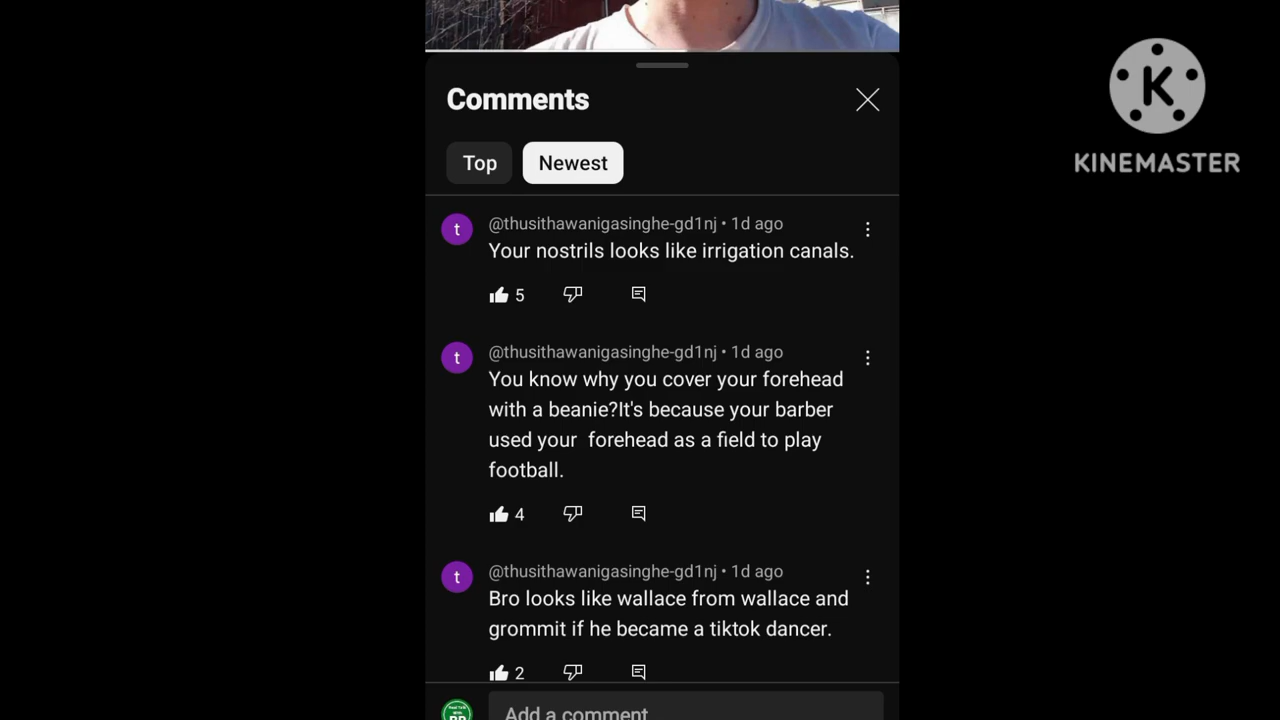 K
KINEMASTER
Comments
Top
Newest
t
@thusithawanigasinghe-gd1nj • 1d ago
Your nostrils looks like irrigation canals.
5
t
@thusithawanigasinghe-gd1nj • 1d ago
You know why you cover your forehead
with a beanie?It's because your barber
used your  forehead as a field to play
football.
4
t
@thusithawanigasinghe-gd1nj • 1d ago
Bro looks like wallace from wallace and
grommit if he became a tiktok dancer.
2
Add a comment